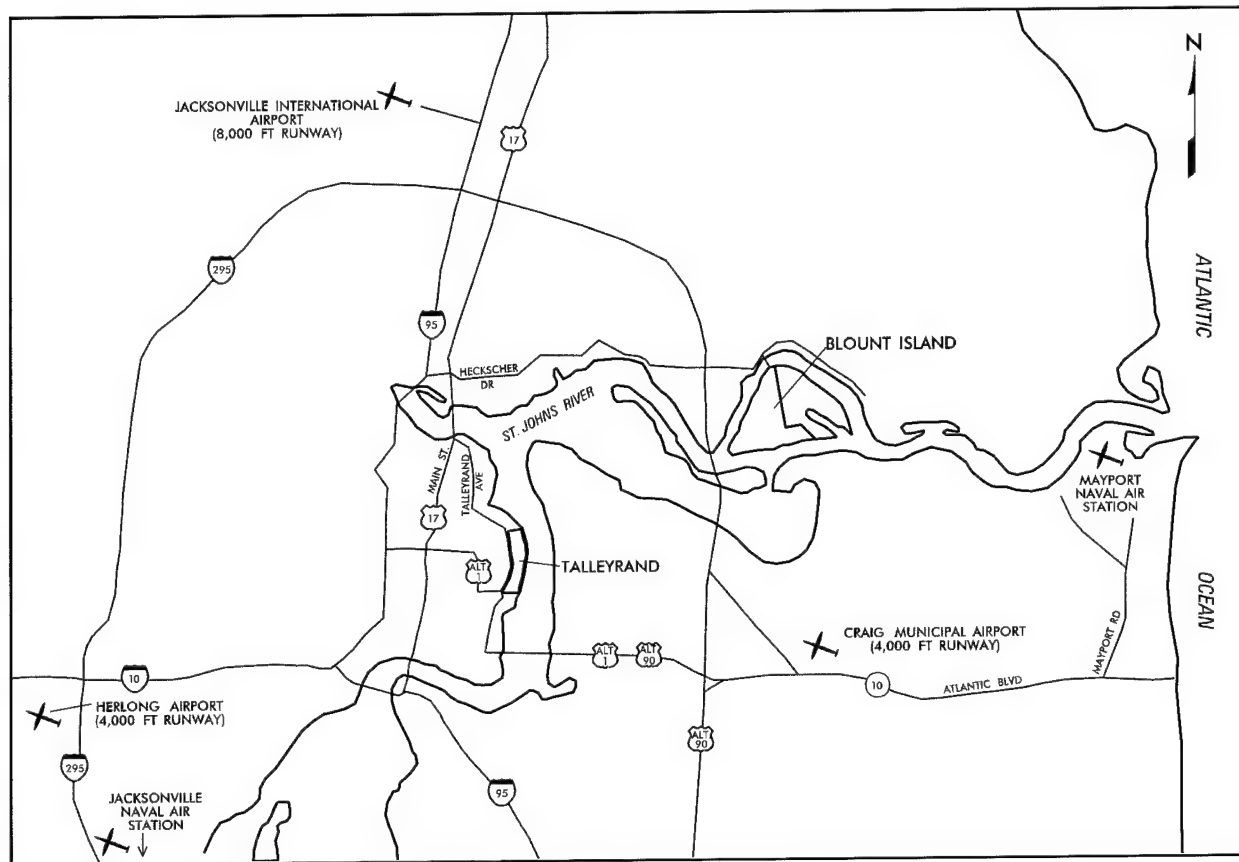 N
JACKSONVILLE INTERNATIONAL
AIRPORT
(8,000 FT RUNWAY)
17
295
95
ATLANTIC
BLOUNT ISLAND
HECKSCHER
DR
ST. JOHNS RIVER
MAIN ST.
TALLEYRAND
AVE
17
MAYPORT
NAVAL AIR
STATION
ALT
1
TALLEYRAND
OCEAN
CRAIG MUNICIPAL AIRPORT
(4,000 FT RUNWAY)
MAYPORT RD
ALT
1
ALT
90
10
10
ATLANTIC BLVD
HERLONG AIRPORT
(4,000 FT RUNWAY)
ALT
90
295
95
JACKSONVILLE
NAVAL AIR
STATION